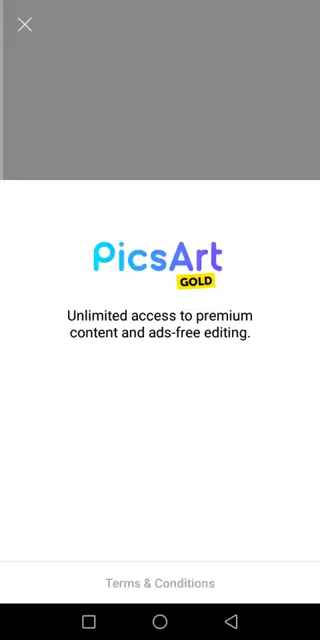 PicsArt
GOLD
Unlimited access to premium
content and ads-free editing.
Terms & Conditions